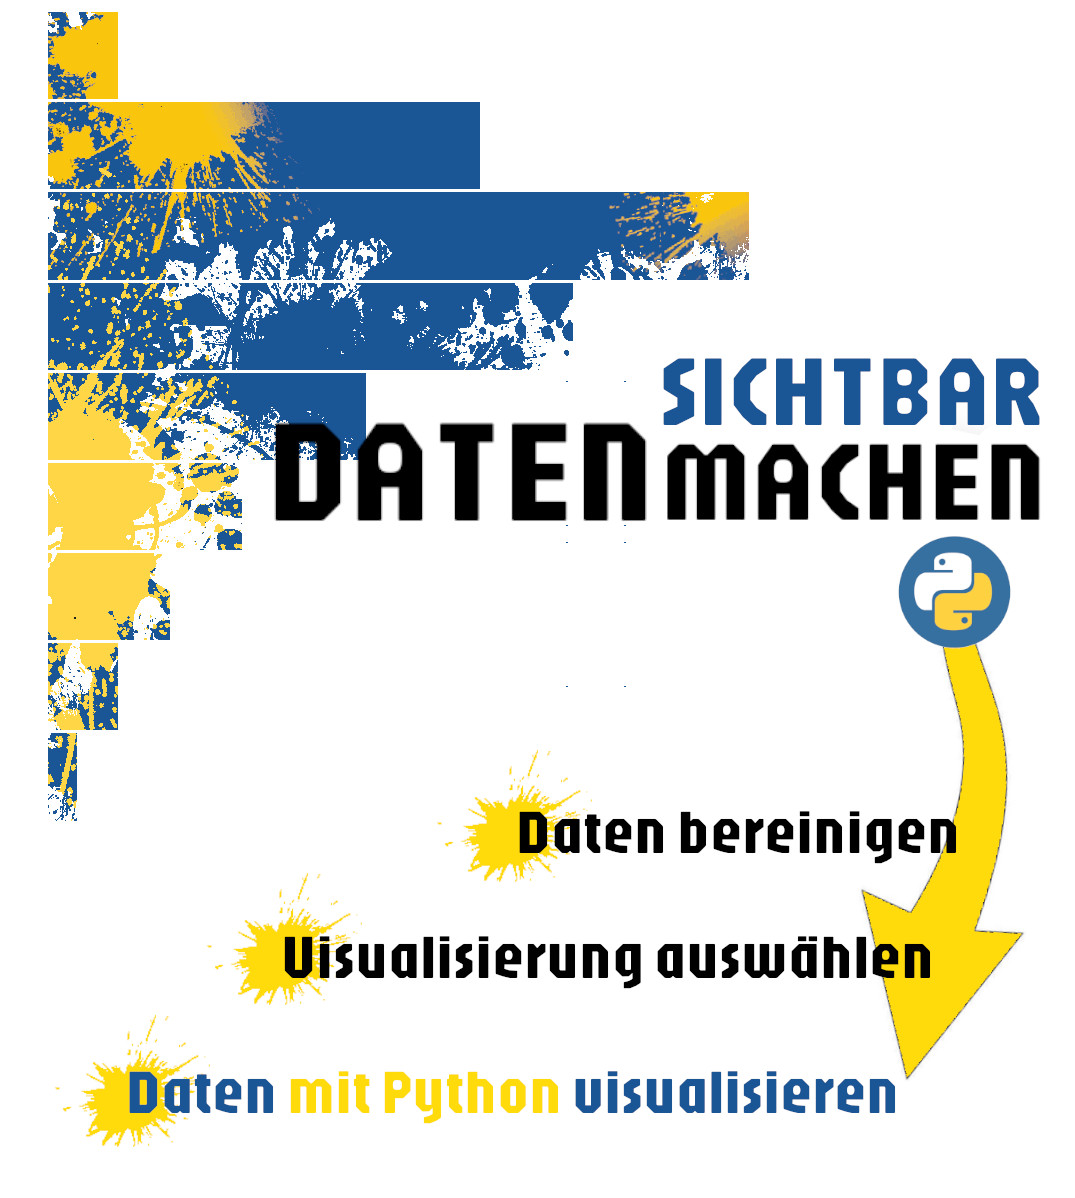 SICHTBAR
DATEN MACHEN
Daten bereinigen
Visualisierung auswählen
Daten mit Python visualisieren